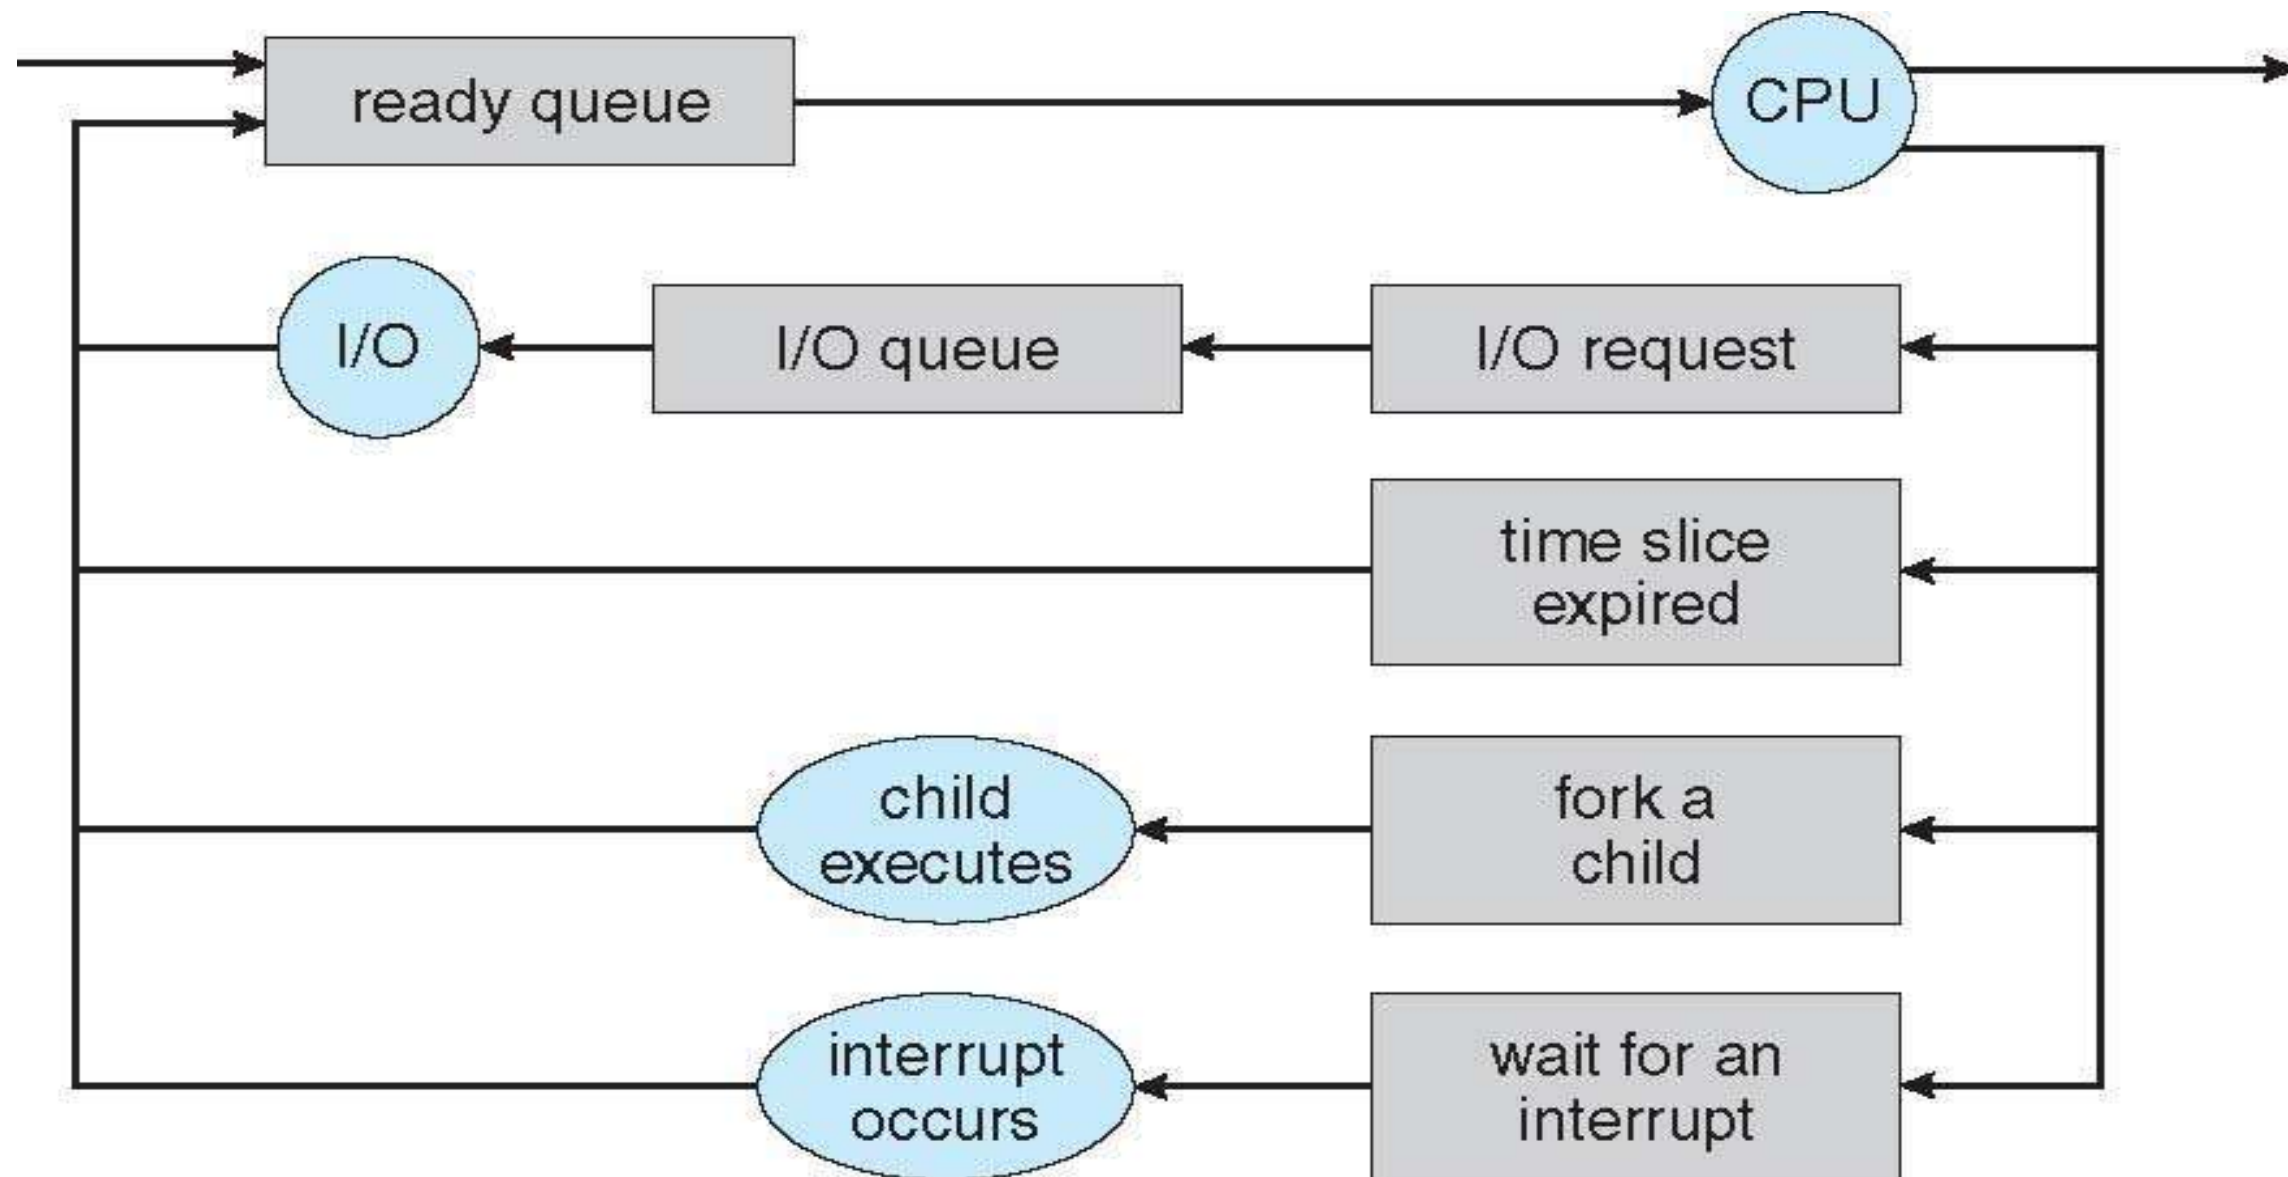 ready queue
CPU
I/O
I/O queue
I/O request
time slice
expired
child
executes
fork a
child
interrupt
occurs
wait for an
interrupt